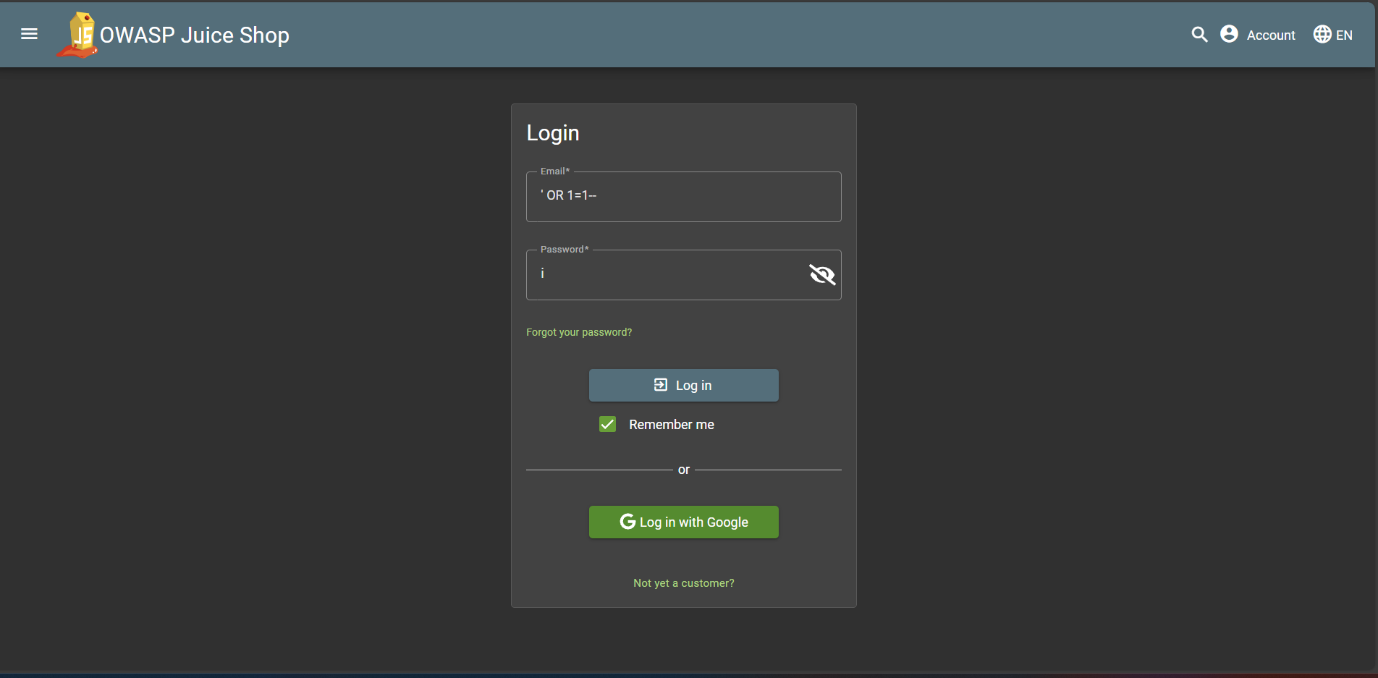 JS OWASP Juice Shop
Account
EN
Login
Email*
' OR 1=1--
Password*
i
Forgot your password?
Log in
Remember me
or
G Log in with Google
Not yet a customer?